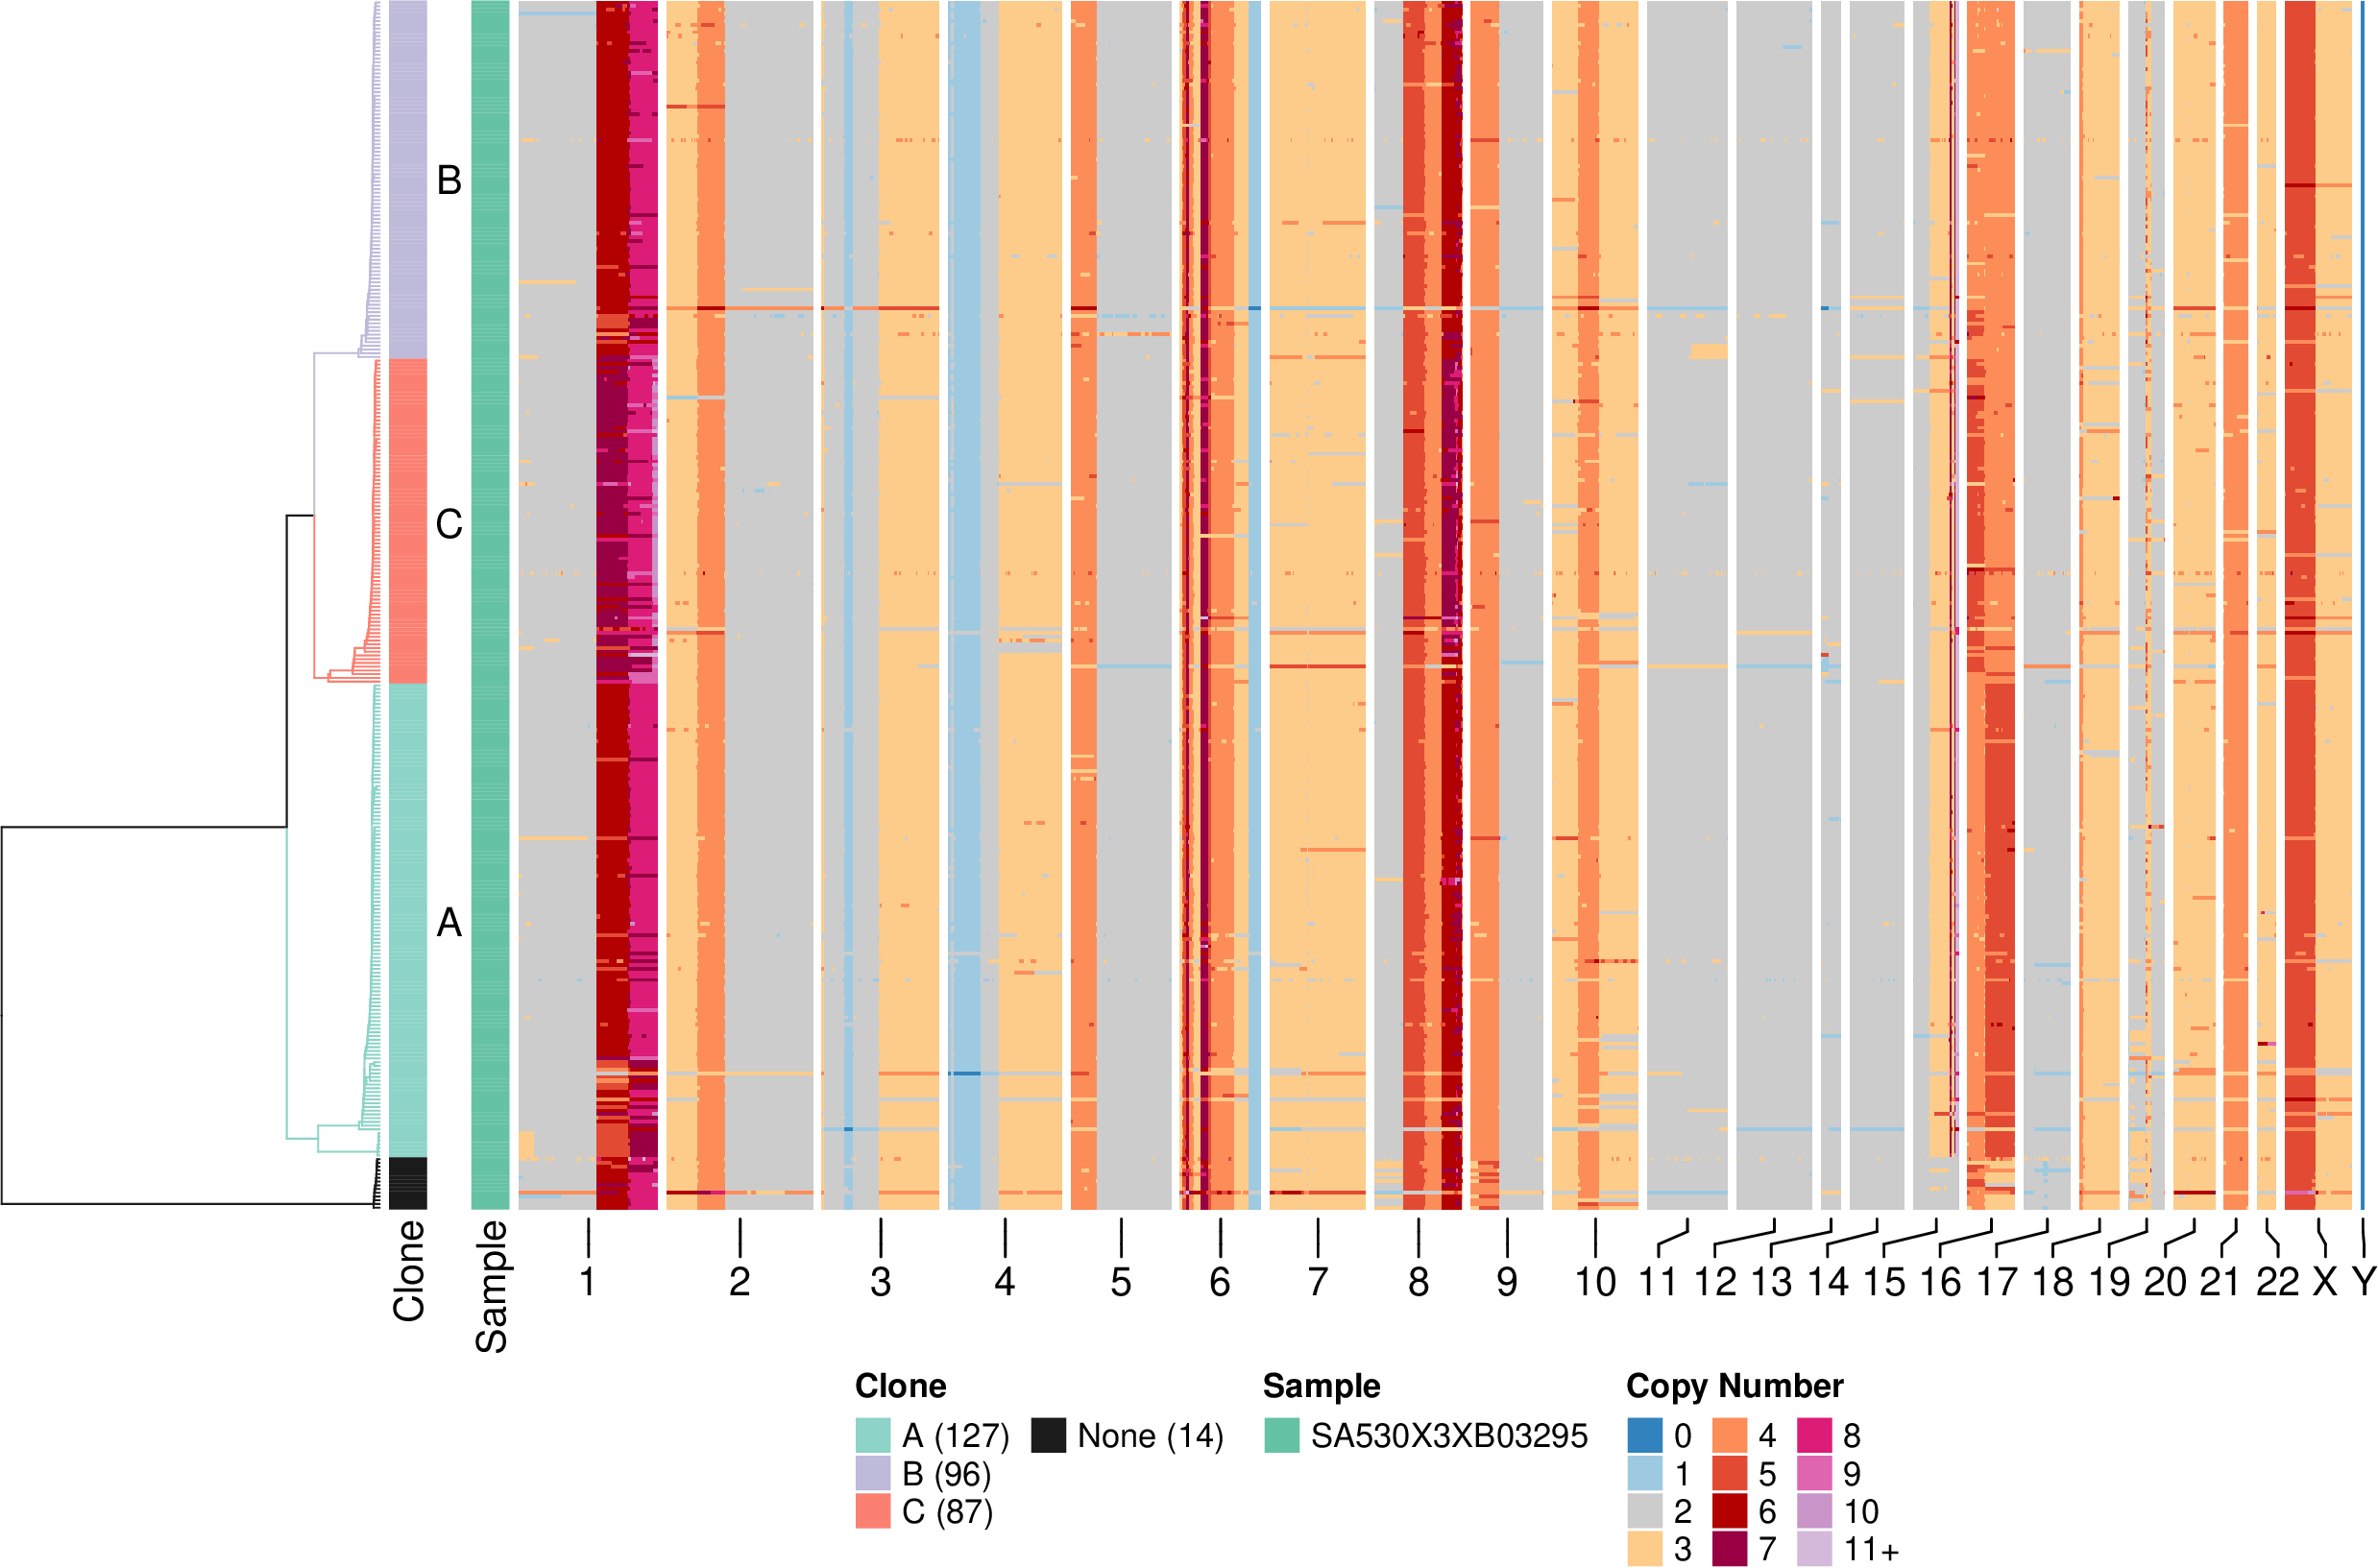 B
C
A
Clone
Sample
1 2 3 4 5 6 7 8 9 10 11 12 13 14 15 16 17 18 19 20 21 22 X Y
Clone Sample Copy Number
A (127) None (14) SA530X3XB03295 0 4 8
B (96) 1 5 9
C (87) 2 6 10
3 7 11+